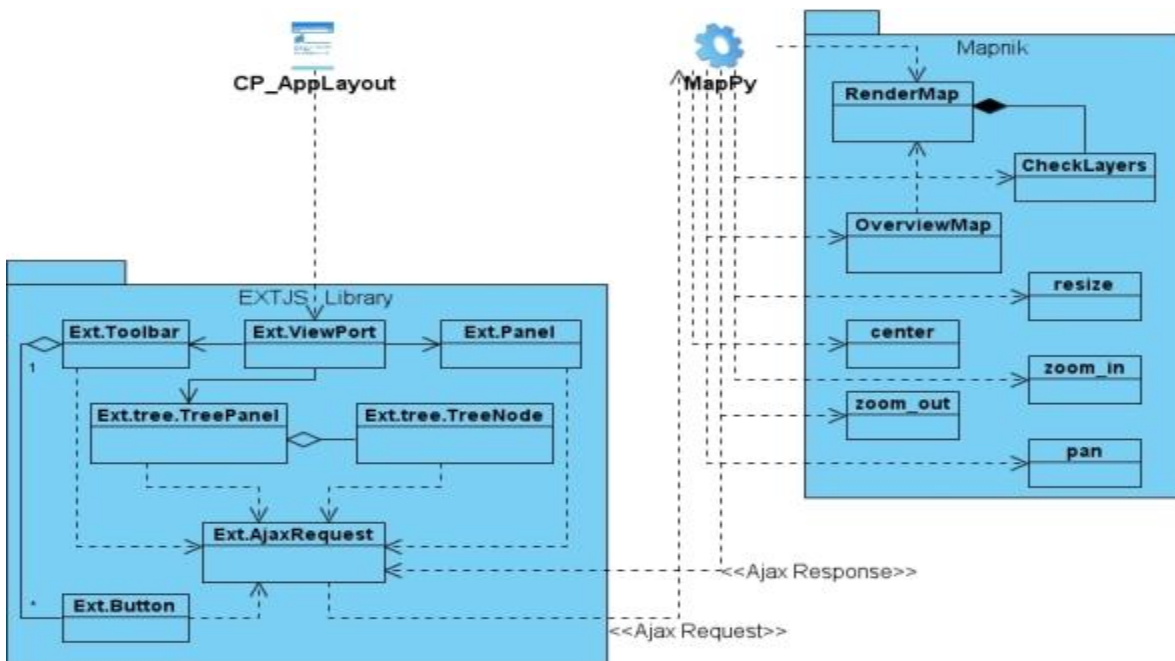 CP_AppLayout
MapPy
Mapnik
RenderMap
CheckLayers
OverviewMap
resize
center
zoom_in
zoom_out
pan
EXTJS_Library
Ext.Toolbar
Ext.ViewPort
Ext.Panel
1
Ext.tree.TreePanel
Ext.tree.TreeNode
Ext.AjaxRequest
*
Ext.Button
<<Ajax Response>>
<<Ajax Request>>